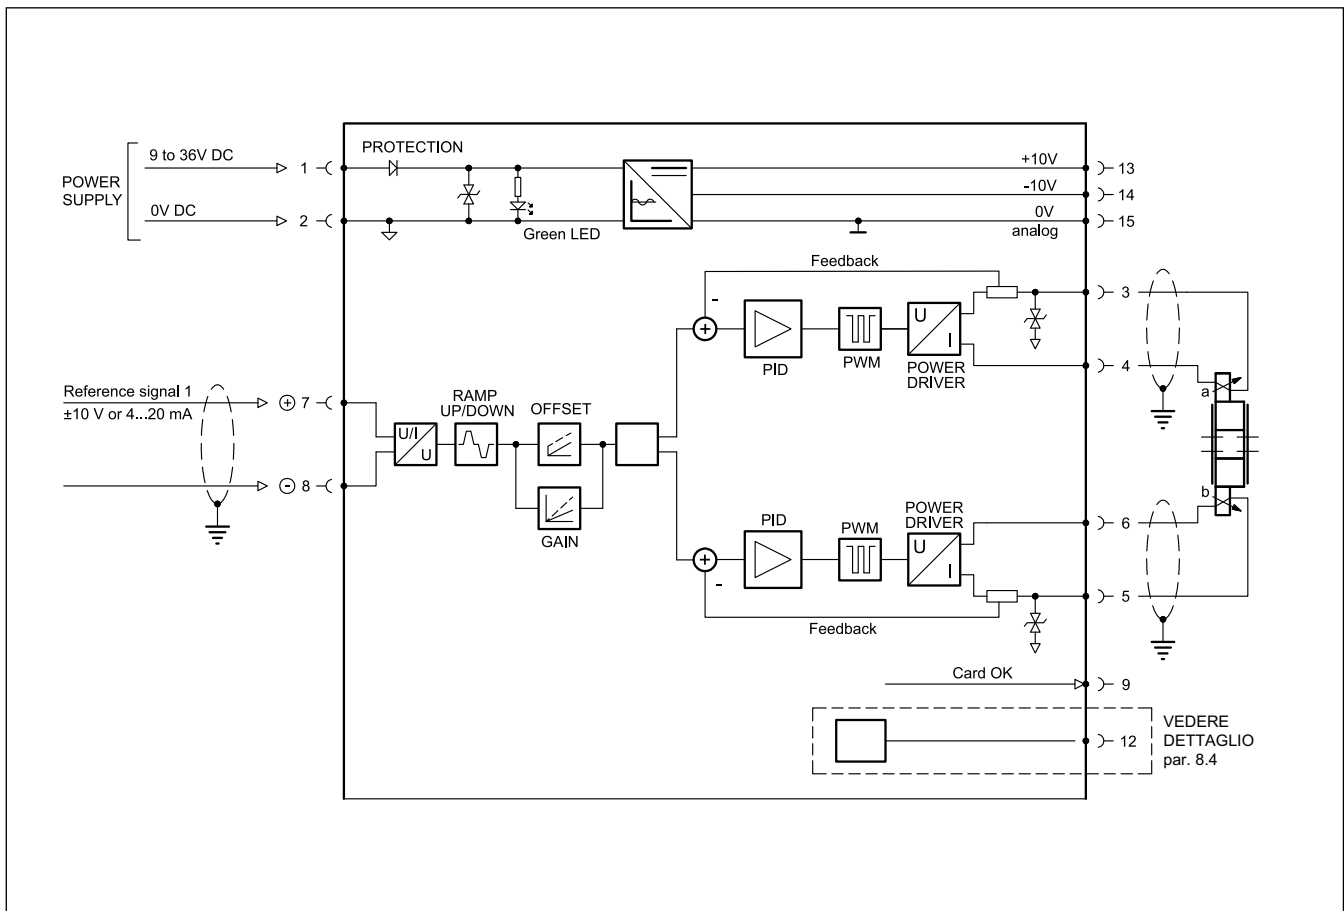 POWER
SUPPLY
9 to 36V DC
1
0V DC
2
PROTECTION
Green LED
+10V
13
-10V
14
0V
analog
15
Feedback
-
+
PID
PWM
U
I
POWER
DRIVER
3
4
a
Reference signal 1
±10 V or 4...20 mA
+
7
-
8
U/I
U
RAMP
UP/DOWN
OFFSET
GAIN
b
+
-
PID
PWM
POWER
DRIVER
U
I
6
5
Feedback
Card OK
9
12
VEDERE
DETTAGLIO
par. 8.4